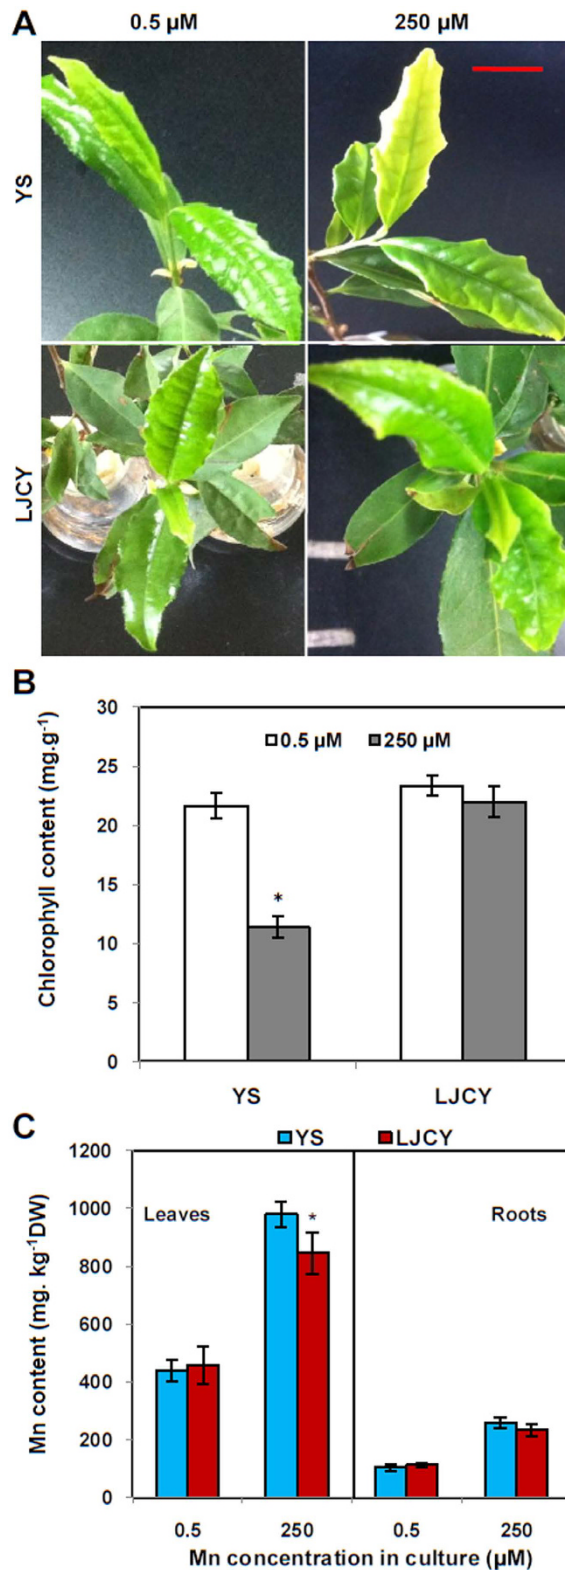 A
0.5 µM 250 µM
YS
LJCY
B
Chlorophyll content (mg.g⁻¹)
30
25
20
15
10
5
0
0.5 µM 250 µM
*
YS LJCY
C
Mn content (mg. kg⁻¹DW)
1200
1000
800
600
400
200
0
YS LJCY
Leaves Roots
*
0.5 250 0.5 250
Mn concentration in culture (µM)